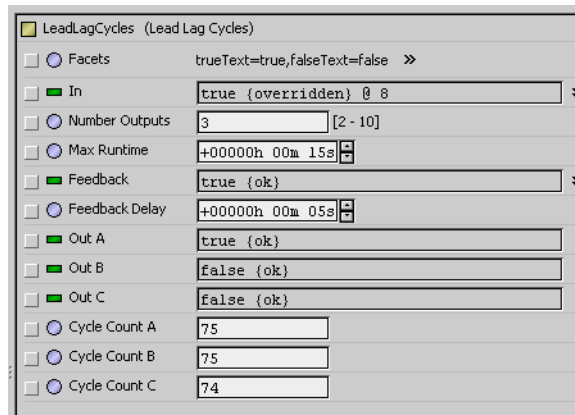 LeadLagCycles (Lead Lag Cycles)
Facets trueText=true,falseText=false »
In true {overridden} @ 8
Number Outputs 3 [2 - 10]
Max Runtime +00000h 00m 15s
Feedback true {ok}
Feedback Delay +00000h 00m 05s
Out A true {ok}
Out B false {ok}
Out C false {ok}
Cycle Count A 75
Cycle Count B 75
Cycle Count C 74